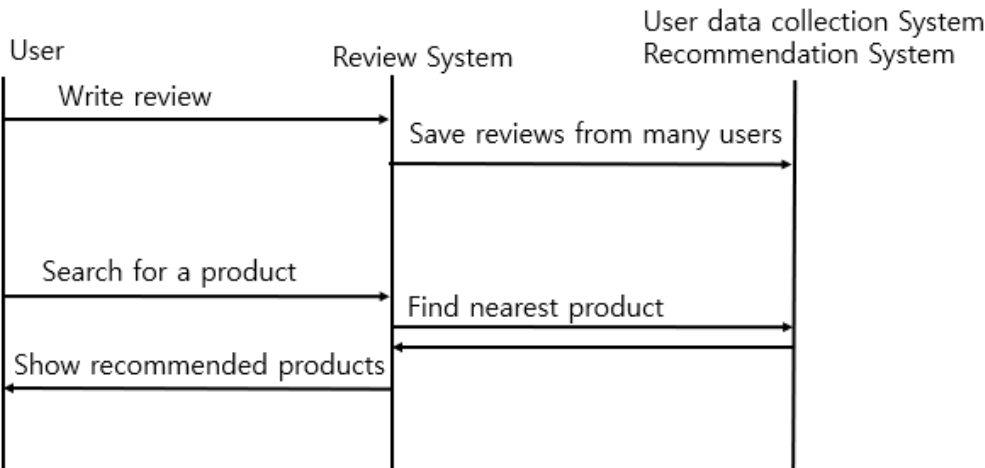 User
Review System
User data collection System
Recommendation System
Write review
Save reviews from many users
Search for a product
Find nearest product
Show recommended products